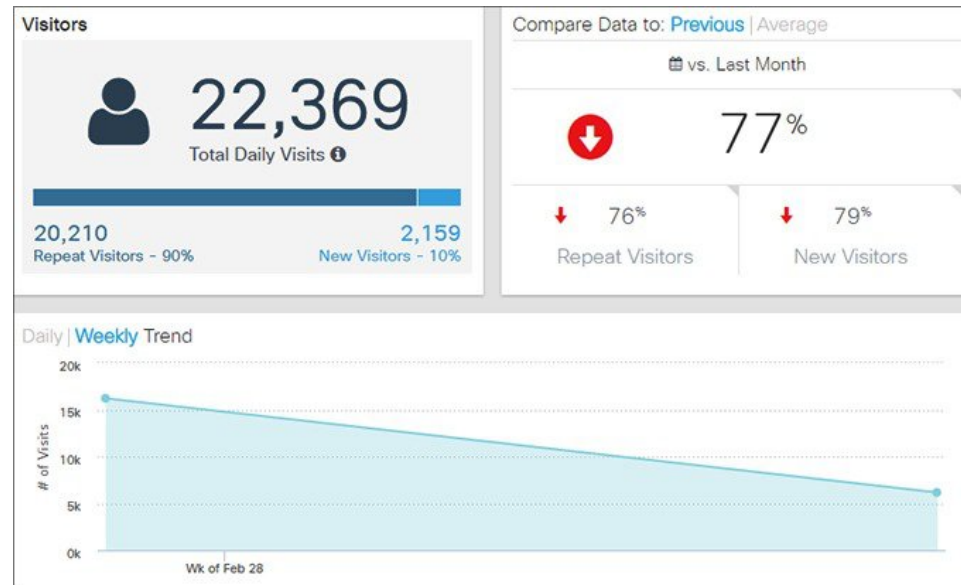 Visitors
22,369
Total Daily Visits
20,210
Repeat Visitors - 90%
2,159
New Visitors - 10%
Compare Data to: Previous | Average
vs. Last Month
77%
76%
Repeat Visitors
79%
New Visitors
Daily | Weekly Trend
20k
15k
10k
5k
0k
# of Visits
Wk of Feb 28